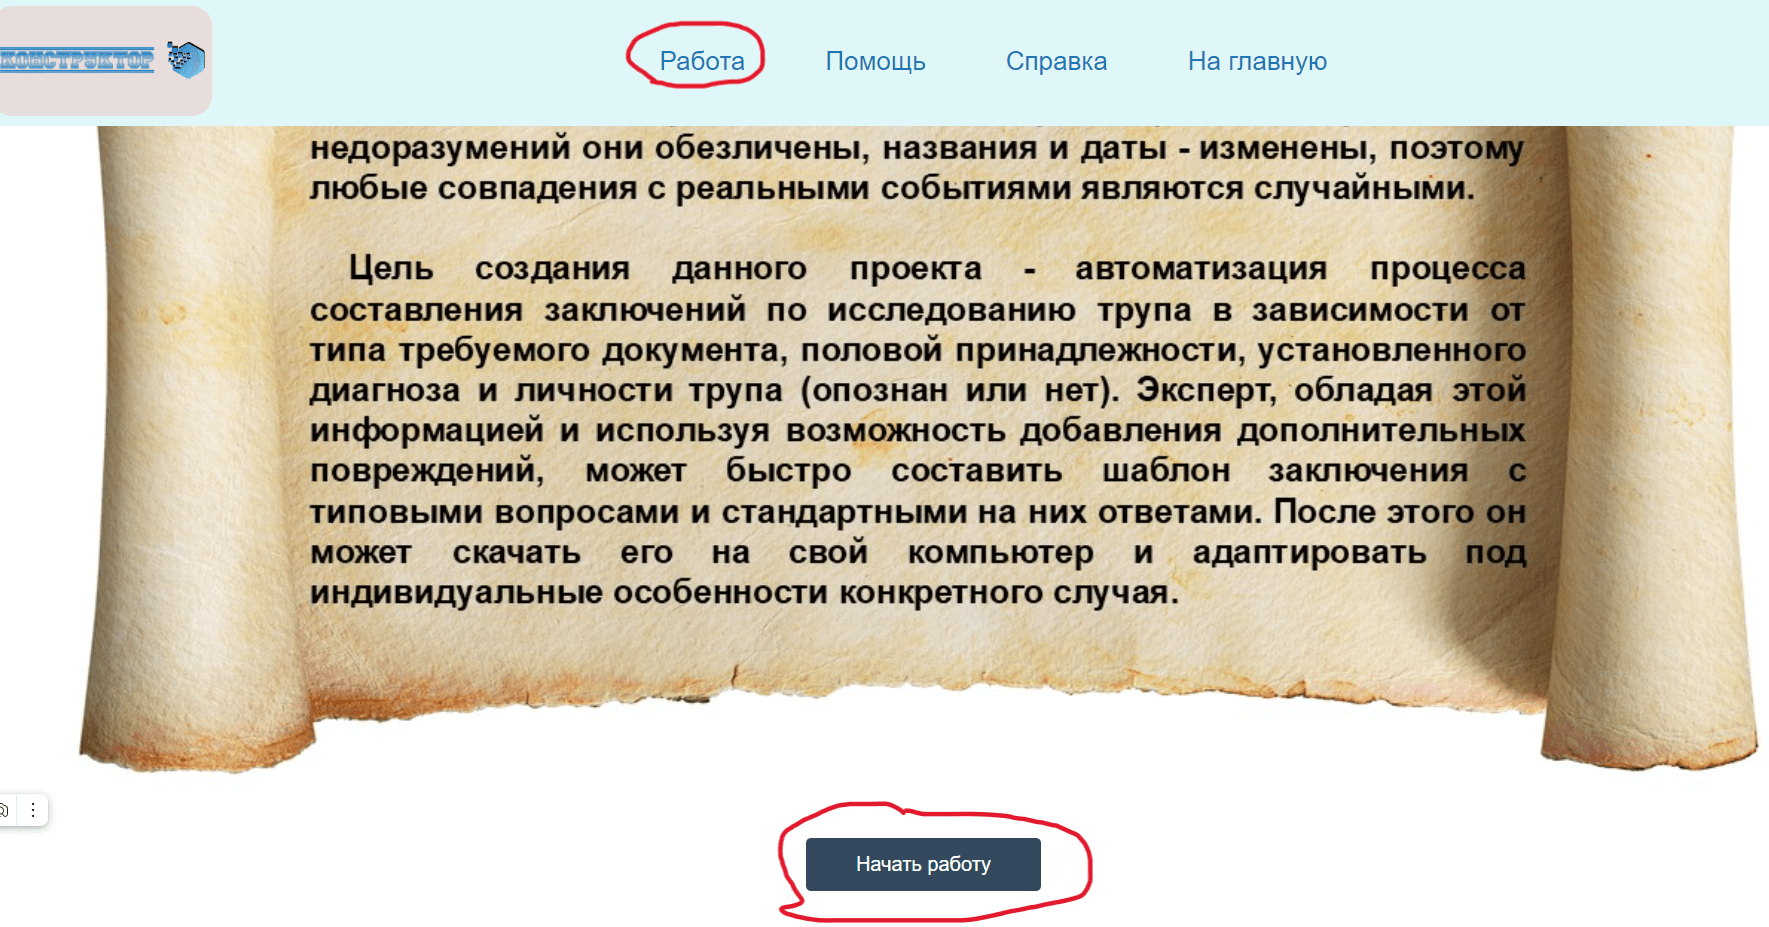 КОНСТРУКТОР
Работа Помощь Справка На главную
недоразумений они обезличены, названия и даты - изменены, поэтому
любые совпадения с реальными событиями являются случайными.
Цель создания данного проекта - автоматизация процесса
составления заключений по исследованию трупа в зависимости от
типа требуемого документа, половой принадлежности, установленного
диагноза и личности трупа (опознан или нет). Эксперт, обладая этой
информацией и используя возможность добавления дополнительных
повреждений, может быстро составить шаблон заключения с
типовыми вопросами и стандартными на них ответами. После этого он
может скачать его на свой компьютер и адаптировать под
индивидуальные особенности конкретного случая.
Начать работу